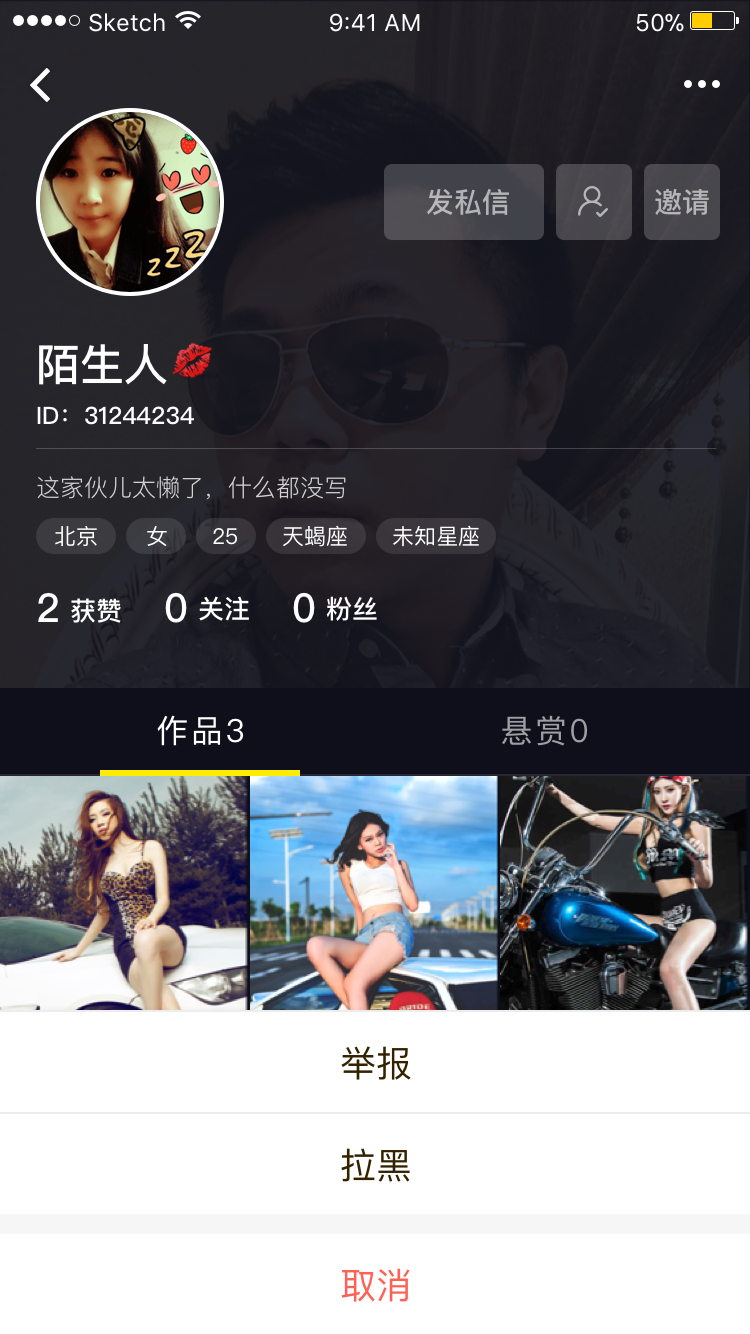 Sketch 9:41 AM 50%
zzZ
发私信 邀请
陌生人💋
ID：31244234
这家伙儿太懒了，什么都没写
北京 女 25 天蝎座 未知星座
2 获赞 0 关注 0 粉丝
作品3 悬赏0
举报
拉黑
取消